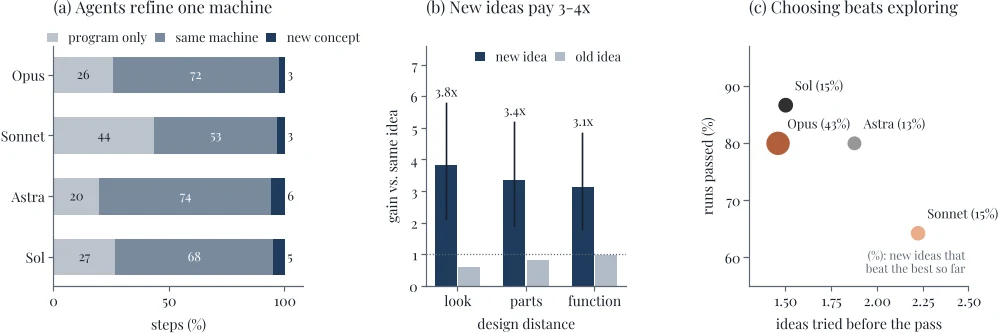 (a) Agents refine one machine
program only same machine new concept
Opus 26 72 3
Sonnet 44 53 3
Astra 20 74 6
Sol 27 68 5
0 50 100
steps (%)
(b) New ideas pay 3-4x
new idea old idea
gain vs. same idea
7
6
5
4
3
2
1
0
3.8x 3.4x 3.1x
look parts function
design distance
(c) Choosing beats exploring
runs passed (%)
90
80
70
60
Sol (15%)
Opus (43%) Astra (13%)
Sonnet (15%)
(%): new ideas that
beat the best so far
1.50 1.75 2.00 2.25 2.50
ideas tried before the pass